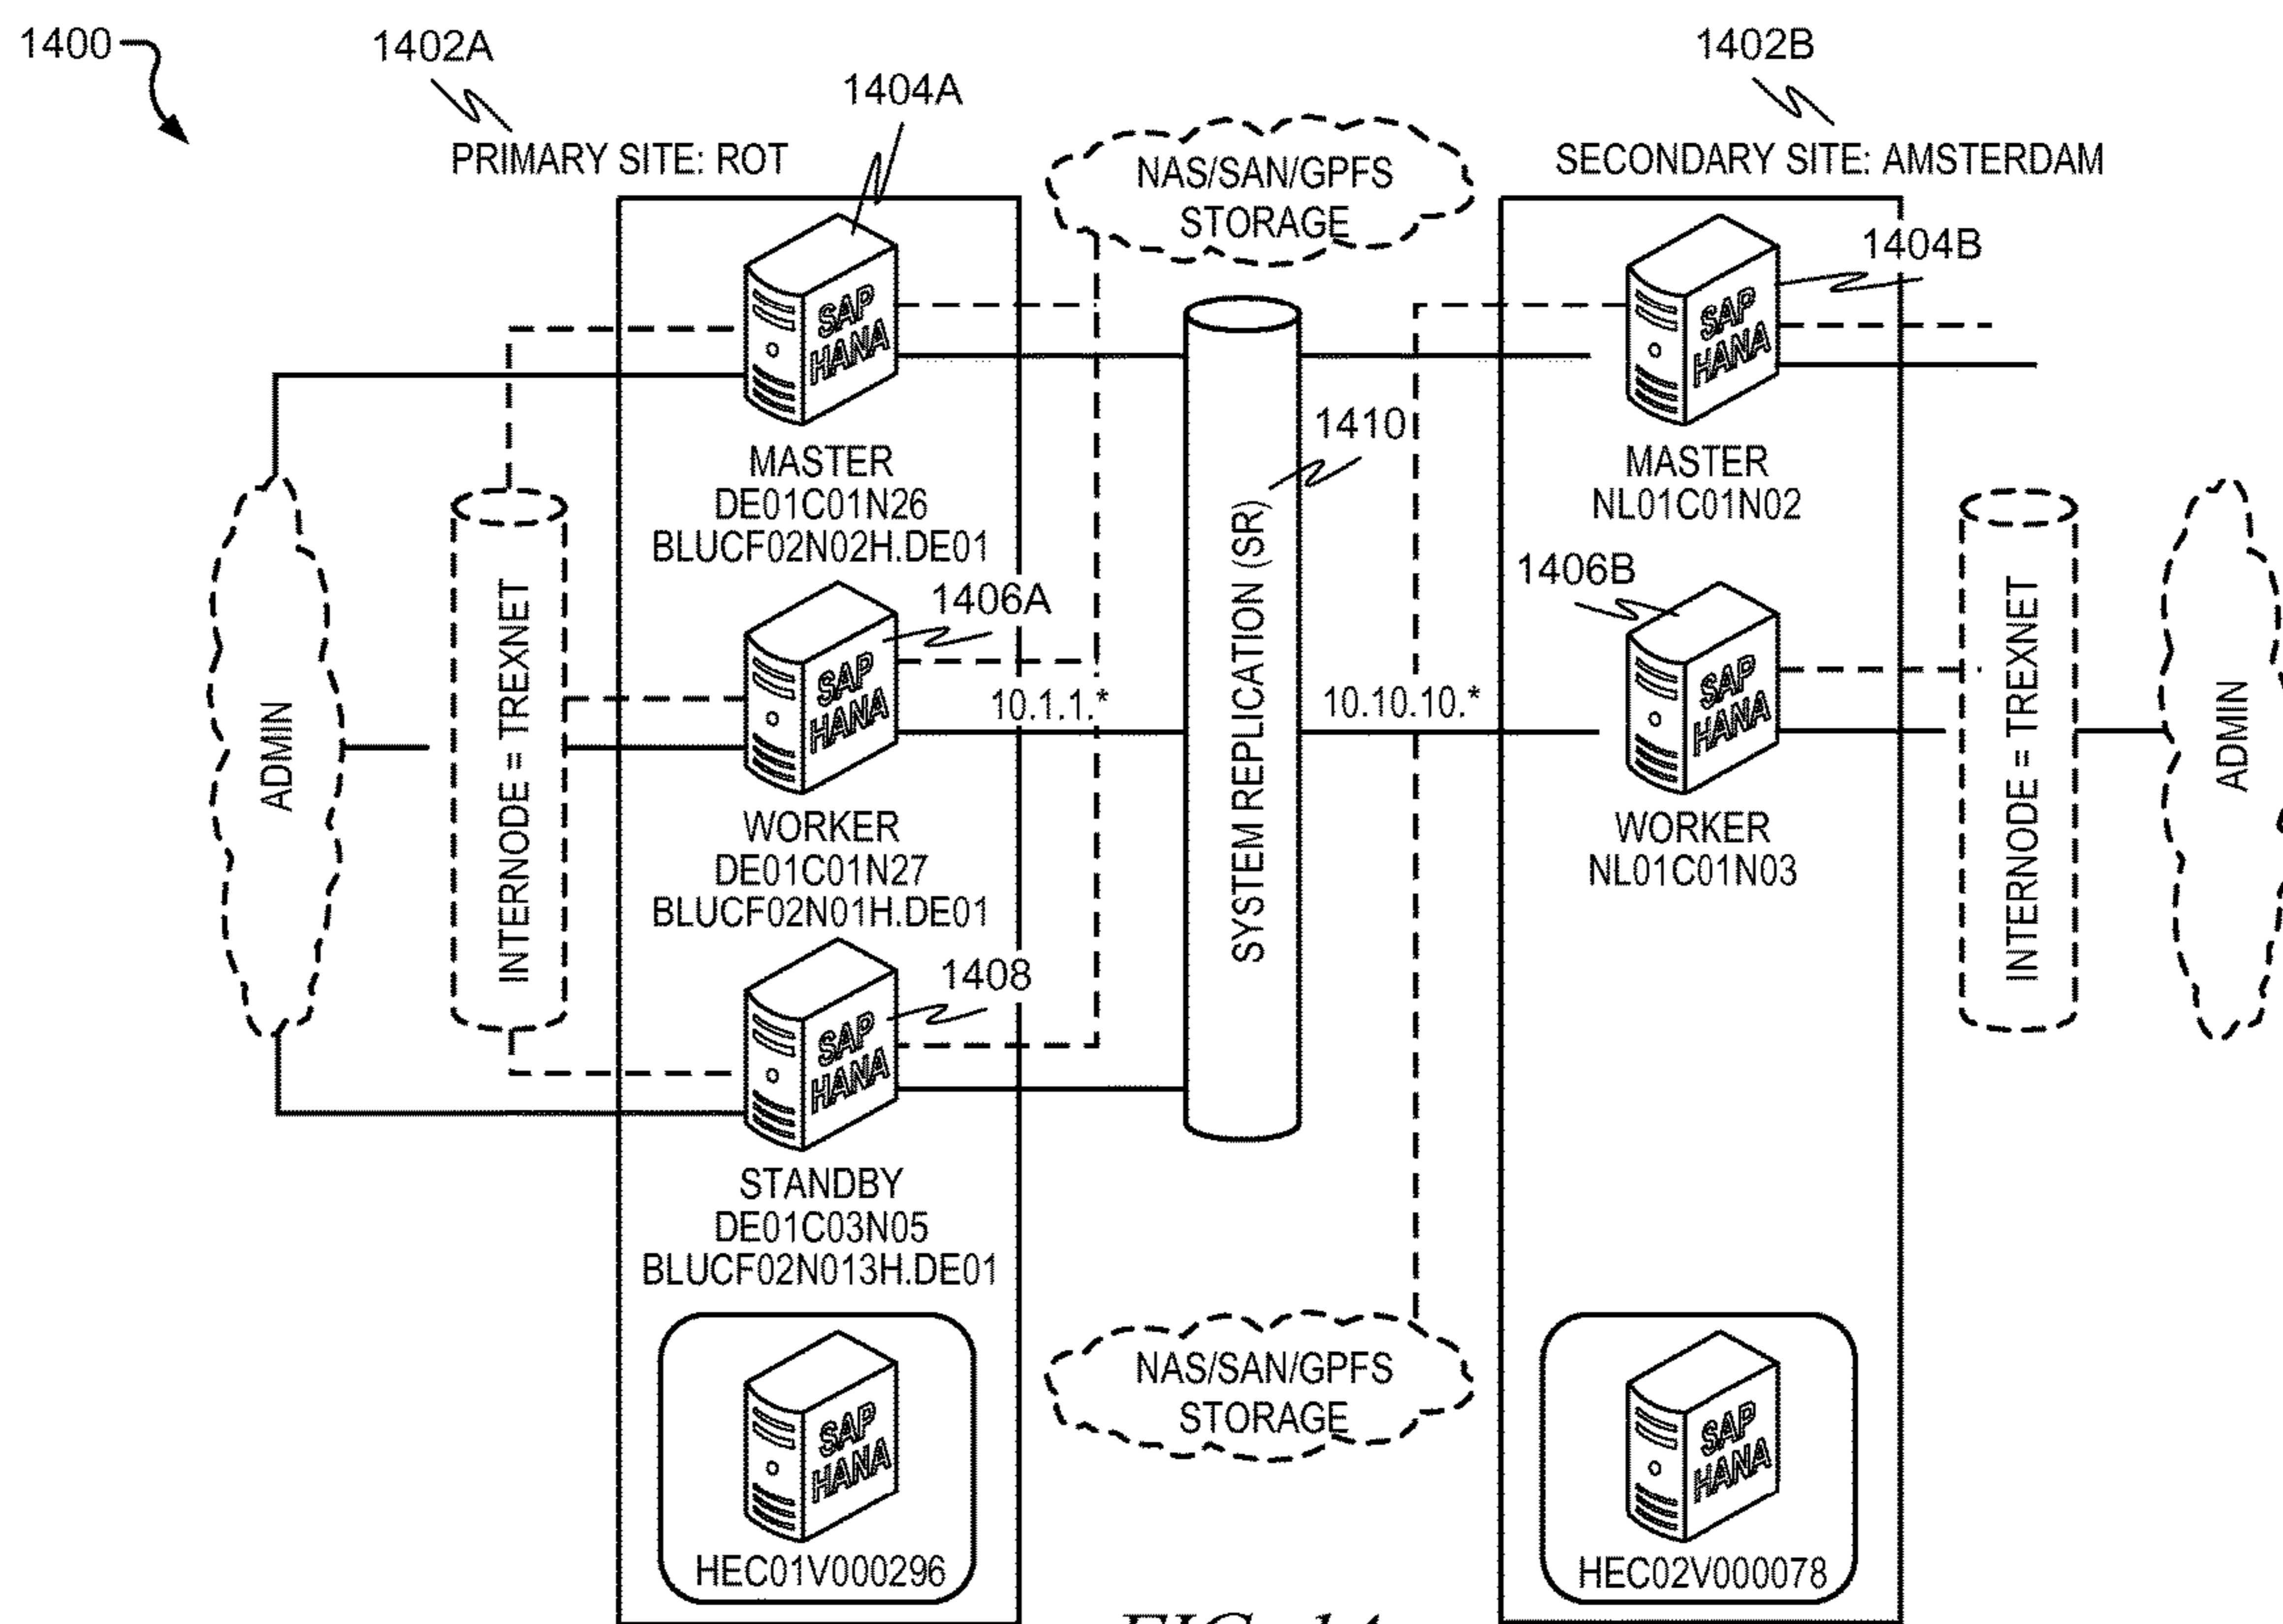 1400
1402A
1402B
1404A
PRIMARY SITE: ROT
NAS/SAN/GPFS
STORAGE
SECONDARY SITE: AMSTERDAM
1404B
SAP
HANA
SAP
HANA
1410
MASTER
DE01C01N26
BLUCF02N02H.DE01
MASTER
NL01C01N02
1406A
1406B
SAP
HANA
SAP
HANA
10.1.1.*
10.10.10.*
ADMIN
INTERNODE = TREXNET
SYSTEM REPLICATION (SR)
INTERNODE = TREXNET
ADMIN
WORKER
DE01C01N27
BLUCF02N01H.DE01
WORKER
NL01C01N03
1408
SAP
HANA
STANDBY
DE01C03N05
BLUCF02N013H.DE01
NAS/SAN/GPFS
STORAGE
SAP
HANA
HEC01V000296
SAP
HANA
HEC02V000078